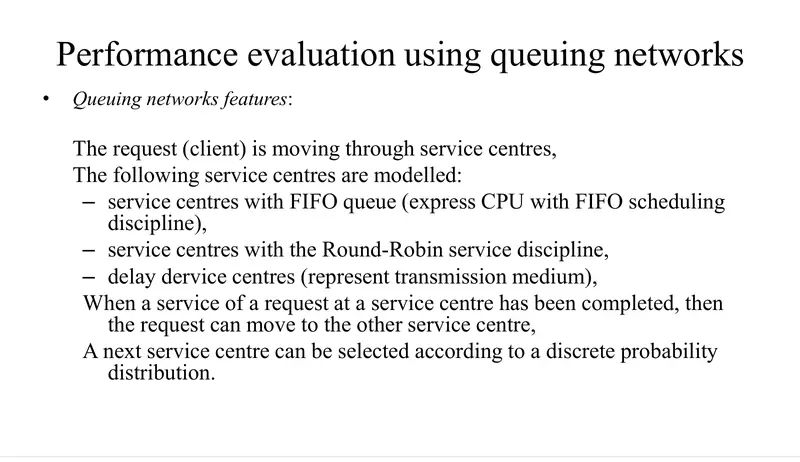 Performance evaluation using queuing networks
• Queuing networks features:
The request (client) is moving through service centres,
The following service centres are modelled:
– service centres with FIFO queue (express CPU with FIFO scheduling
discipline),
– service centres with the Round-Robin service discipline,
– delay dervice centres (represent transmission medium),
When a service of a request at a service centre has been completed, then
the request can move to the other service centre,
A next service centre can be selected according to a discrete probability
distribution.